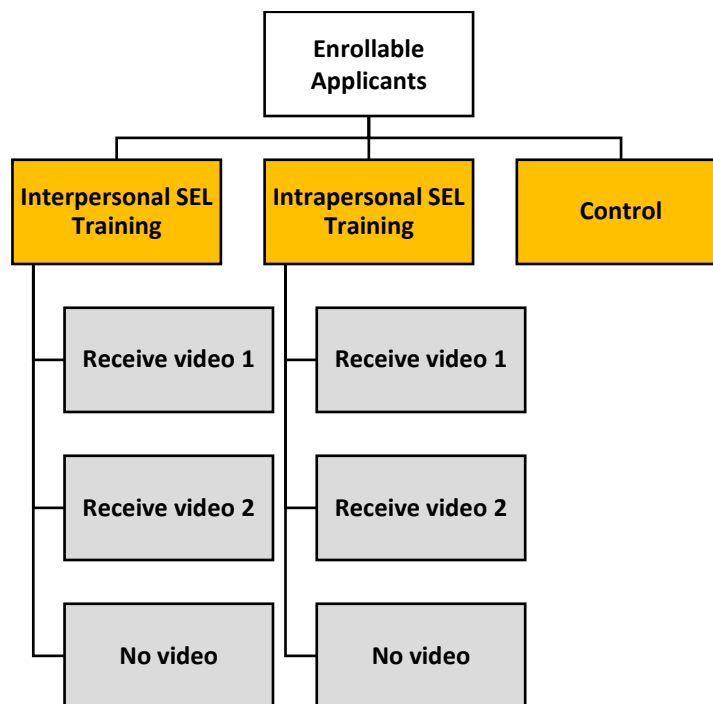 Enrollable
Applicants
Interpersonal SEL
Training
Intrapersonal SEL
Training
Control
Receive video 1
Receive video 1
Receive video 2
Receive video 2
No video
No video